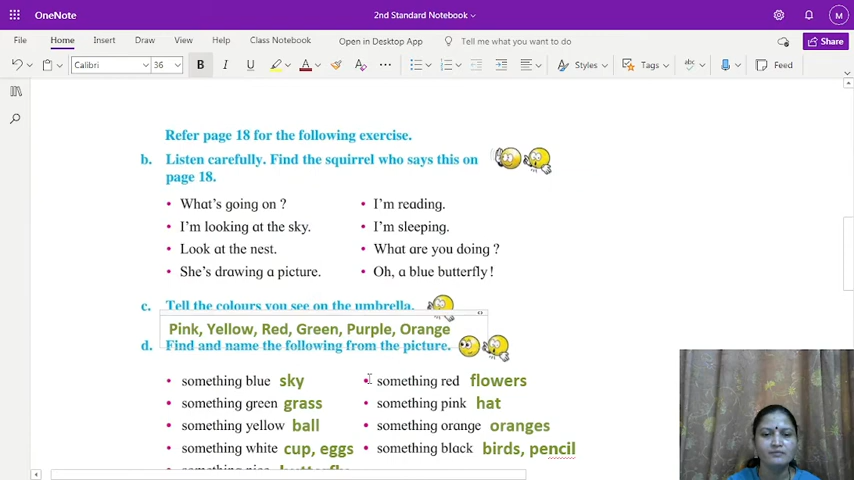 OneNote
2nd Standard Notebook
M
File Home Insert Draw View Help Class Notebook Open in Desktop App Tell me what you want to do Share
Calibri 36 B I U A Styles Tags abc Feed
Refer page 18 for the following exercise.
b. Listen carefully. Find the squirrel who says this on
page 18.
• What's going on ? • I'm reading.
• I'm looking at the sky. • I'm sleeping.
• Look at the nest. • What are you doing ?
• She's drawing a picture. • Oh, a blue butterfly!
c. Tell the colours you see on the umbrella.
Pink, Yellow, Red, Green, Purple, Orange
d. Find and name the following from the picture.
• something blue sky • something red flowers
• something green grass • something pink hat
• something yellow ball • something orange oranges
• something white cup, eggs • something black birds, pencil
something nice butterfly